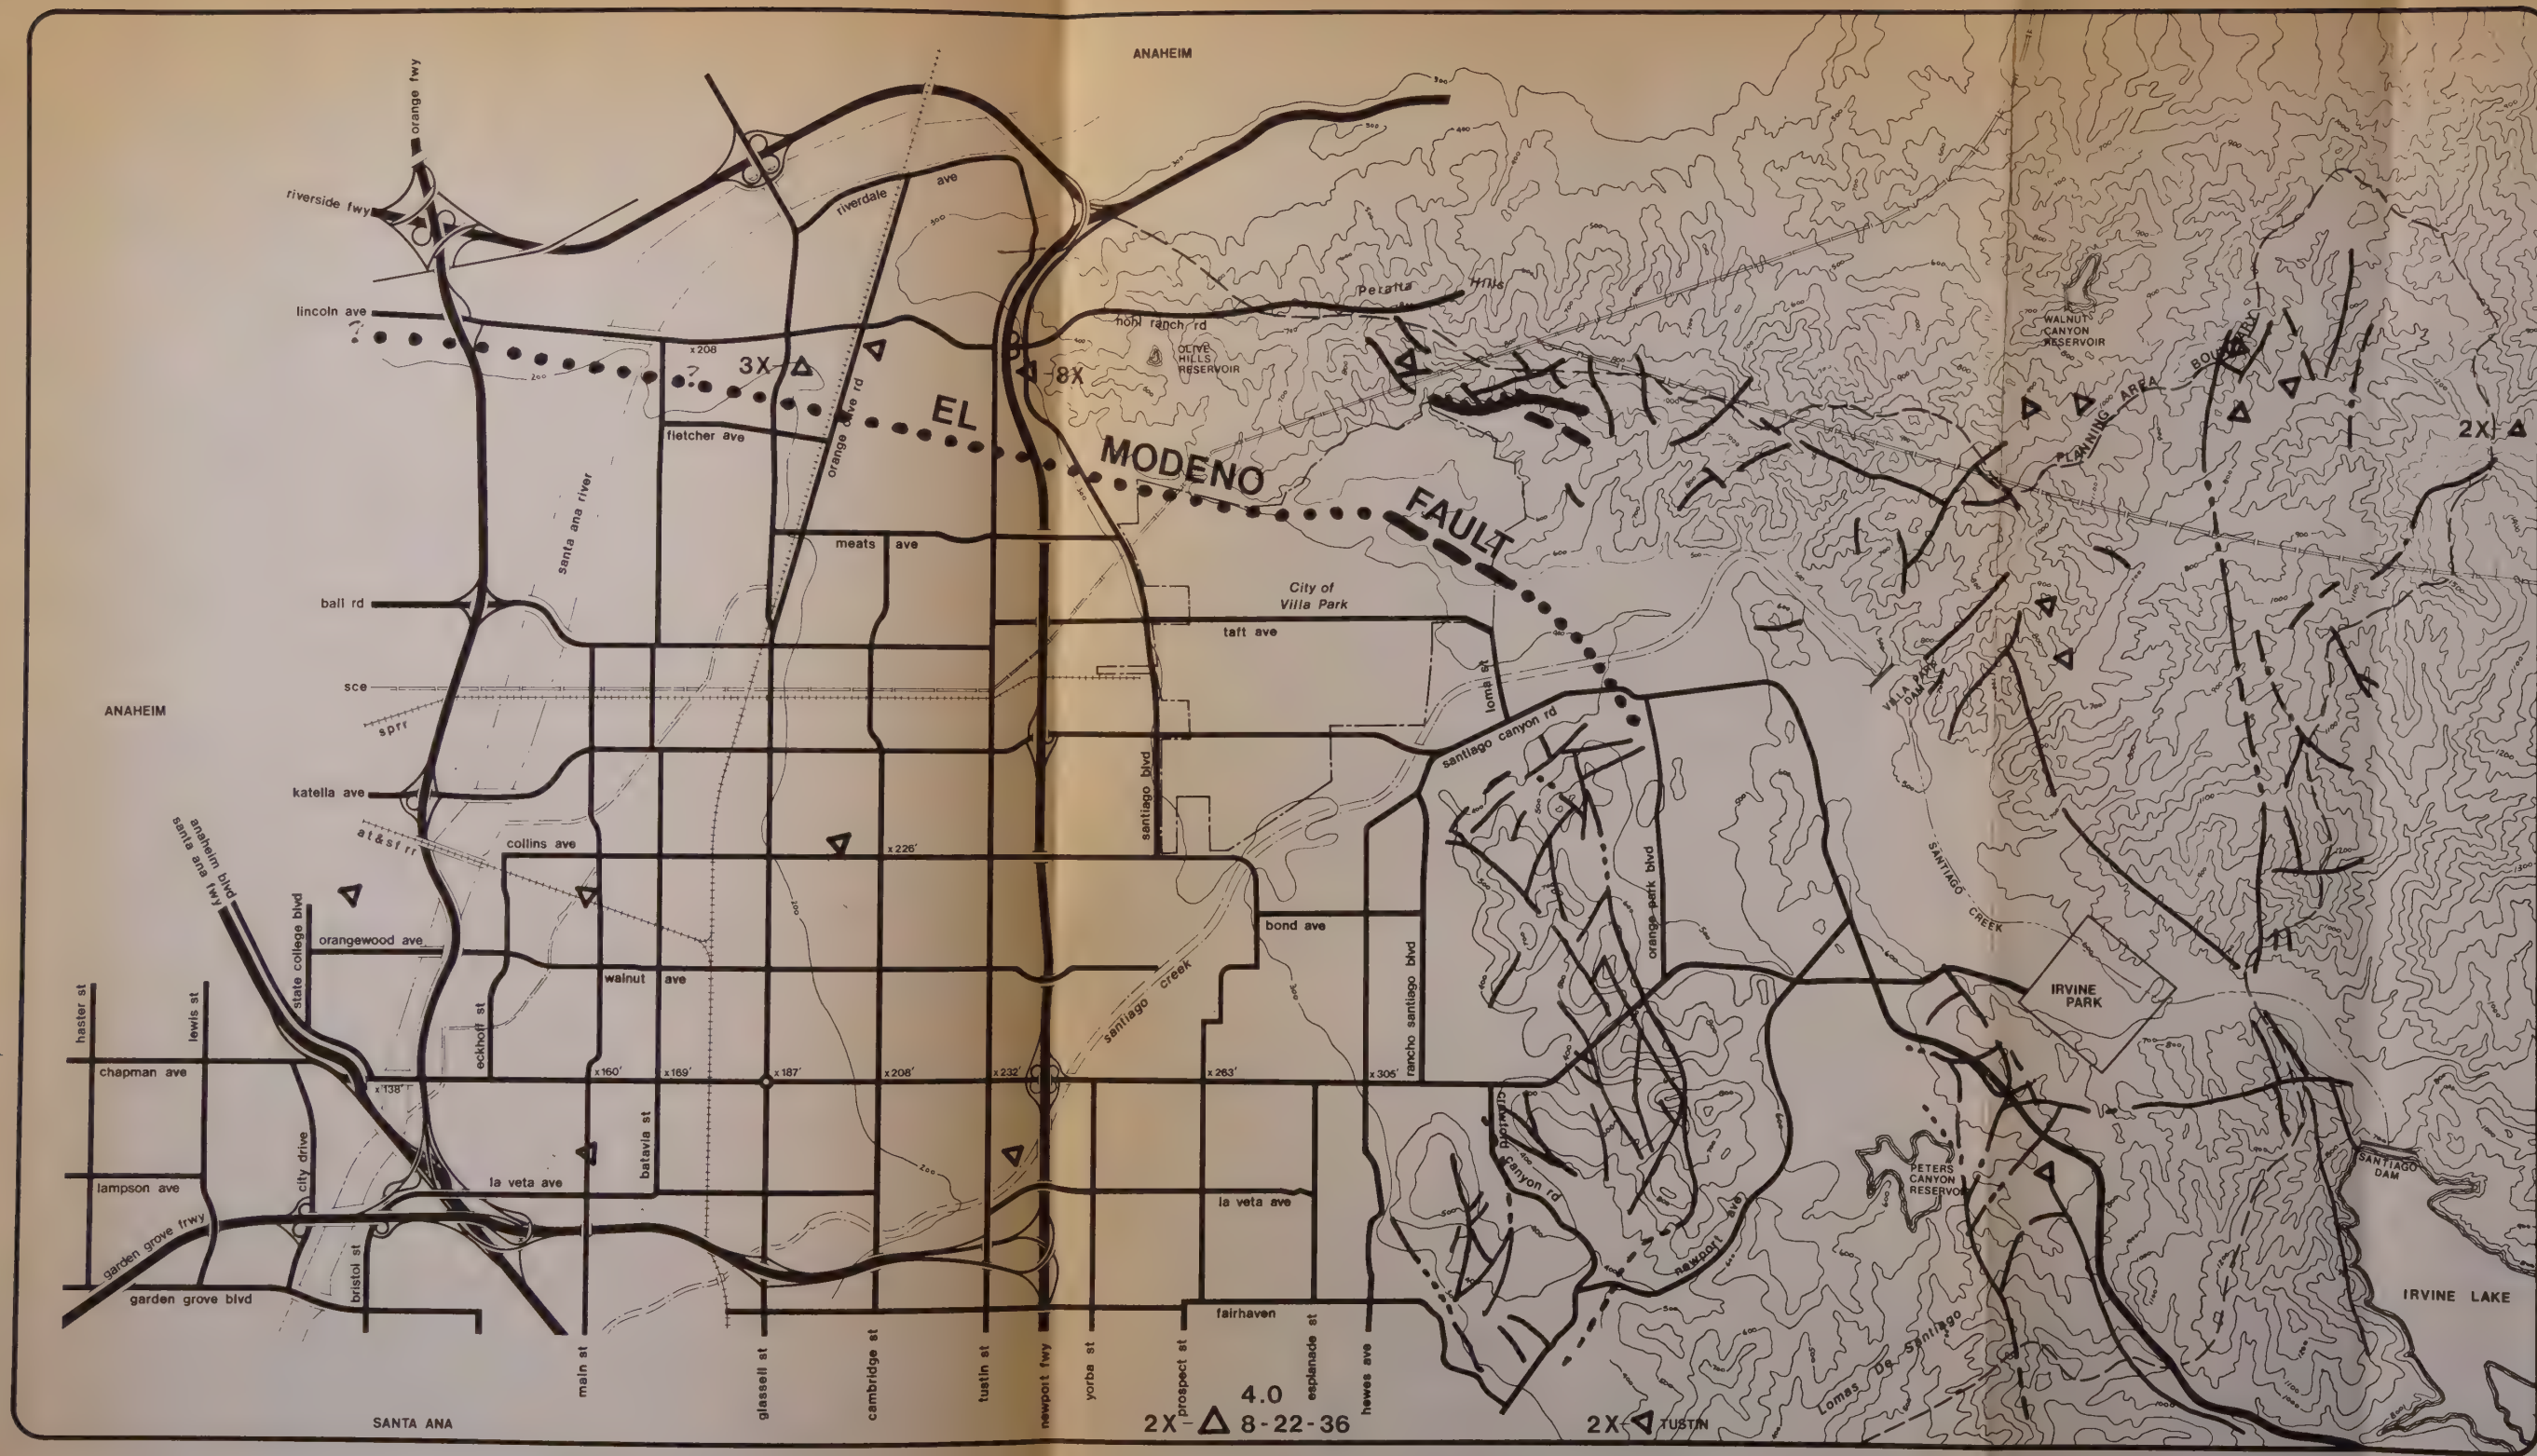 ANAHEIM
orange fwy
riverside fwy
riverdale ave
lincoln ave
?
x 208
3X
8X
?
hohl ranch rd
Peralta Hills
OLIVE
HILLS
RESERVOIR
WALNUT
CANYON
RESERVOIR
PLANNING AREA BOUNDARY
2X
EL MODENO FAULT
fletcher ave
orange olive rd
santa ana river
meats ave
City of
Villa Park
ball rd
taft ave
loma st
sce
ANAHEIM
sprr
VILLA PARK
DAM
santiago canyon rd
katella ave
santiago blvd
at&sf rr
collins ave
x 226'
anaheim blvd
santa ana fwy
orange park blvd
SANTIAGO CREEK
state college blvd
orangewood ave
bond ave
walnut ave
santiago creek
rancho santiago blvd
IRVINE
PARK
haster st
lewis st
eckhoff st
chapman ave
x 138'
x 160'
x 169'
x 187'
x 208'
x 232'
x 263'
x 305'
crawford canyon rd
city drive
batavia st
lampson ave
la veta ave
la veta ave
PETERS
CANYON
RESERVOIR
SANTIAGO
DAM
garden grove frwy
newport ave
bristol st
garden grove blvd
fairhaven
IRVINE LAKE
Lomas De Santiago
main st
glassell st
cambridge st
tustin st
newport fwy
yorba st
prospect st
esplanade st
hewes ave
SANTA ANA
4.0
2X 8-22-36
2X TUSTIN